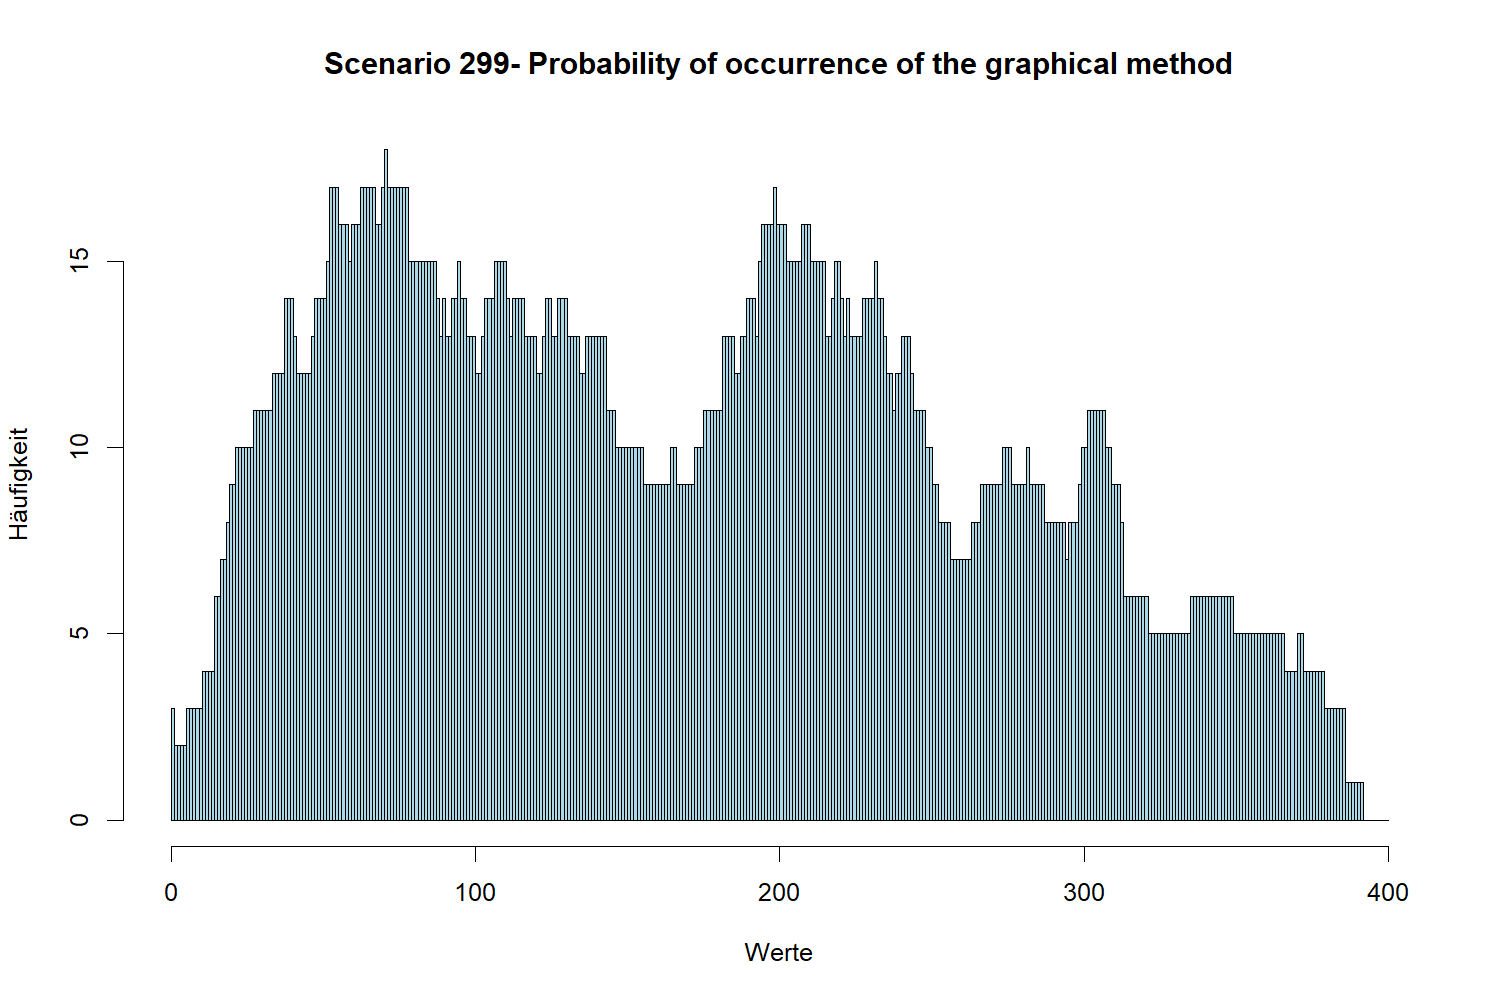 Scenario 299- Probability of occurrence of the graphical method
Häufigkeit
15
10
5
0
0 100 200 300 400
Werte